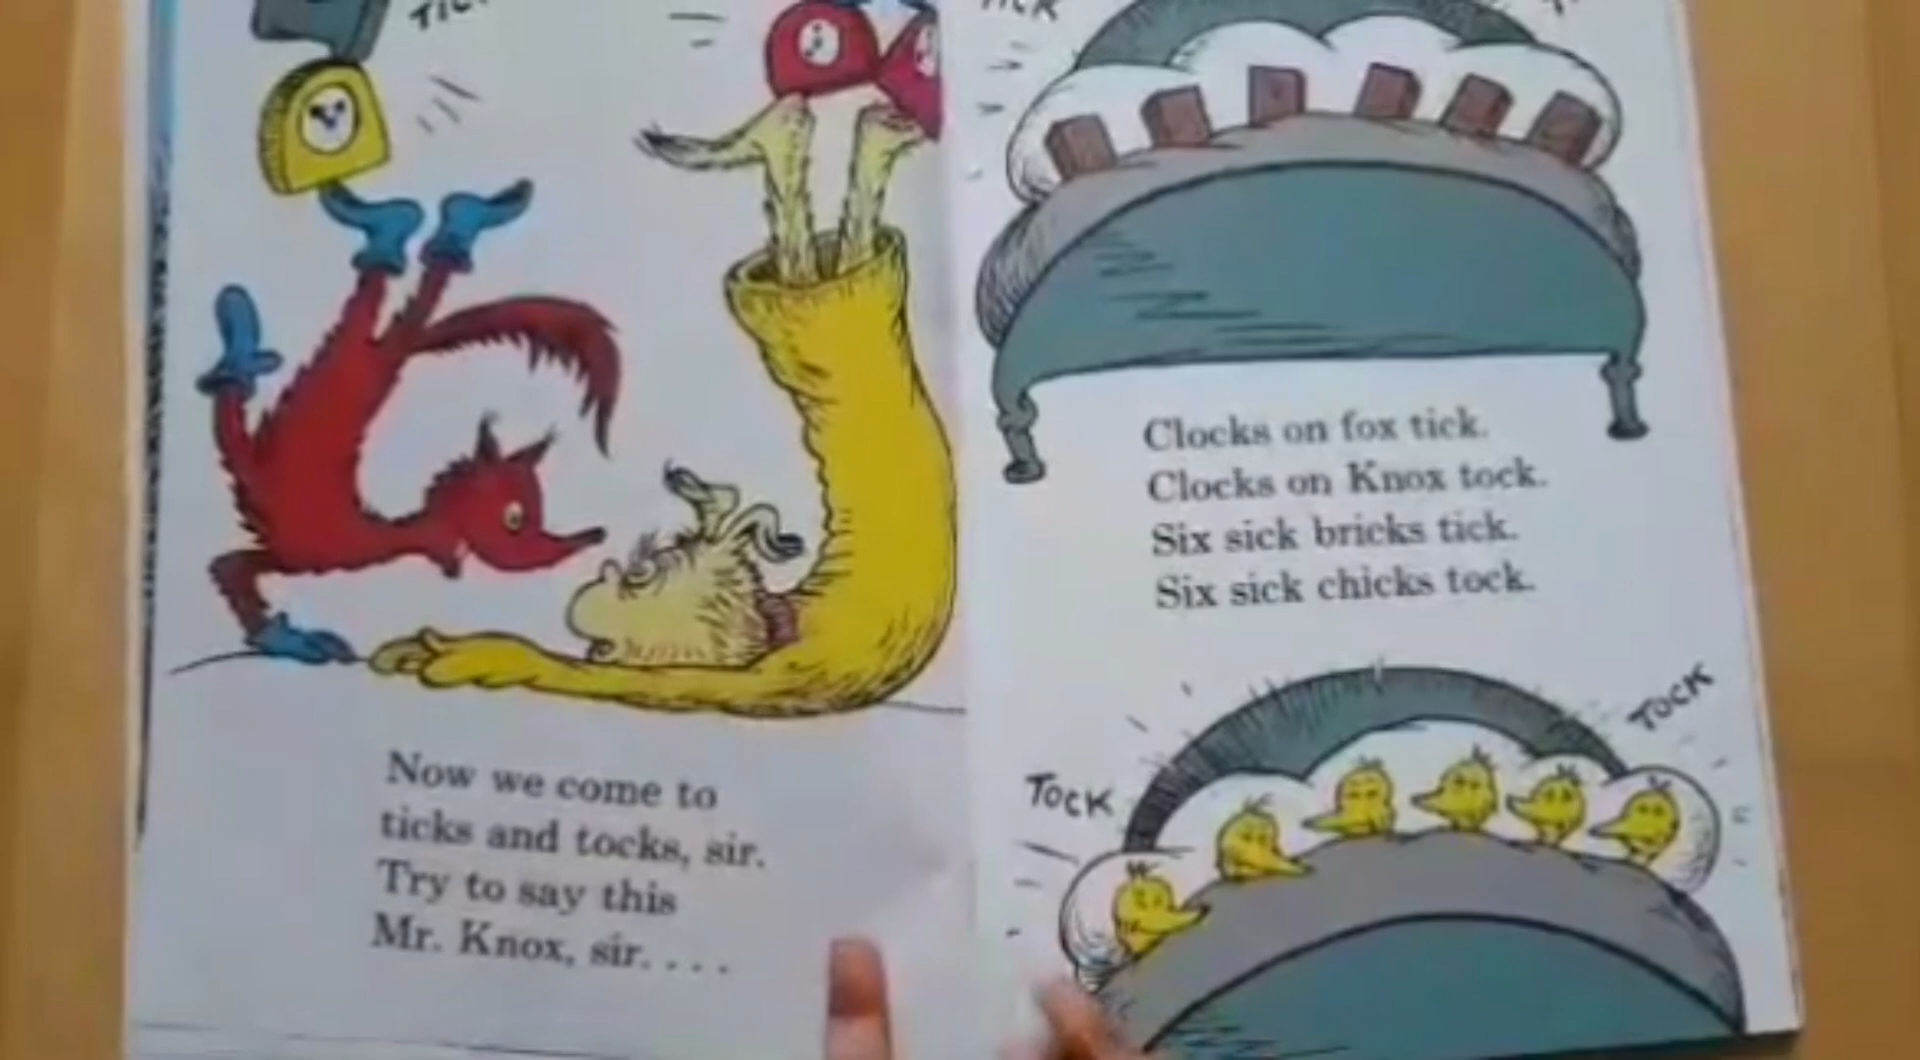 Now we come to
ticks and tocks, sir.
Try to say this
Mr. Knox, sir. . . .
Clocks on fox tick.
Clocks on Knox tock.
Six sick bricks tick.
Six sick chicks tock.
TOCK
TOCK